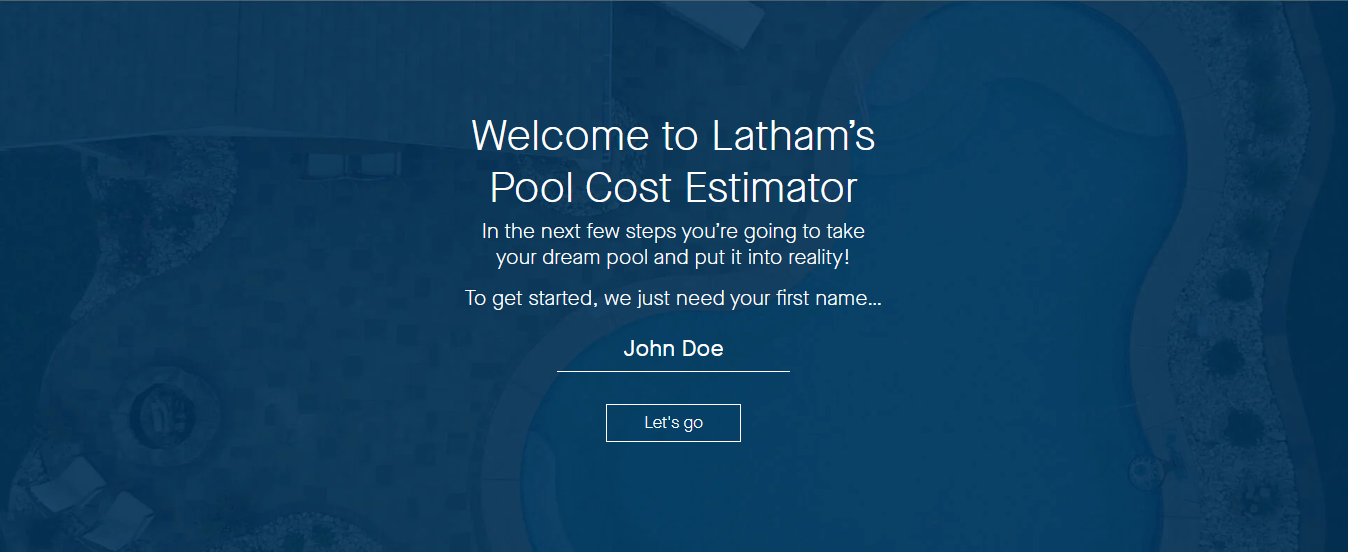 Welcome to Latham’s
Pool Cost Estimator
In the next few steps you’re going to take
your dream pool and put it into reality!
To get started, we just need your first name...
John Doe
Let's go